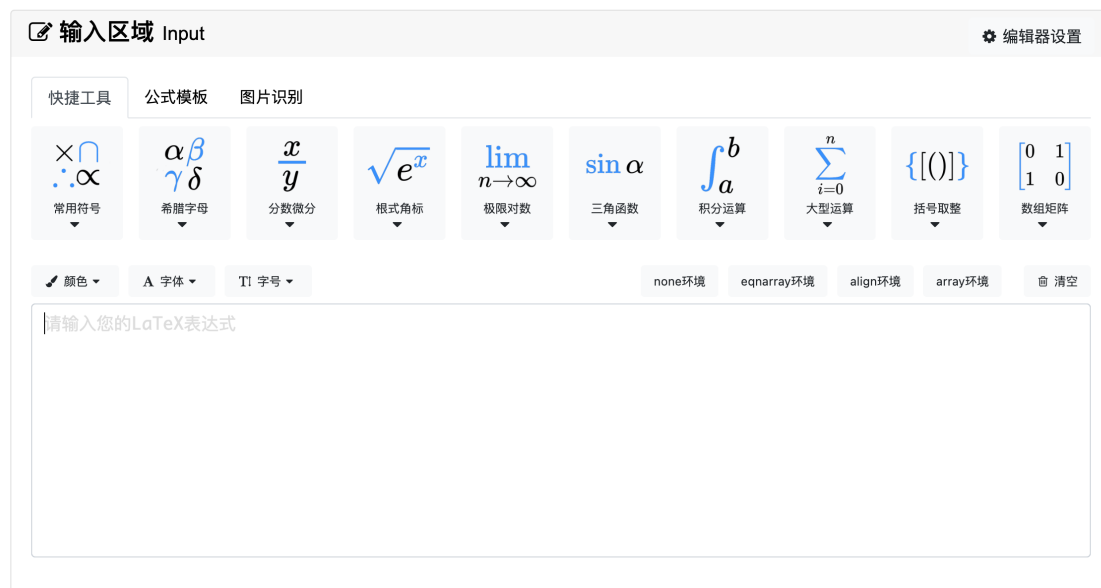 输入区域 Input
编辑器设置
快捷工具 公式模板 图片识别
× ∩ ∴ ∝
α β γ δ
x/y
√e^x
lim n→∞
sin α
∫_a^b
∑_{i=0}^n
{[()]}
[0 1
1 0]
常用符号 希腊字母 分数微分 根式角标 极限对数 三角函数 积分运算 大型运算 括号取整 数组矩阵
颜色 A 字体 T! 字号 none环境 eqnarray环境 align环境 array环境 清空
请输入您的LaTeX表达式